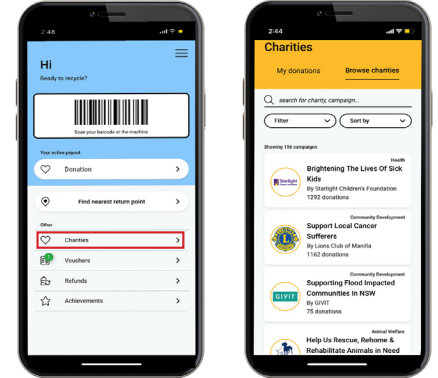 2:48
Hi
Ready to recycle?
Scan your barcode at the machine
Your active payout
Donation
Find nearest return point
Other
Charities
Vouchers
Refunds
Achievements
2:44
Charities
My donations
Browse charities
search for charity, campaign...
Filter
Sort by
Showing 156 campaigns
Health
Brightening The Lives Of Sick
Kids
Starlight
By Starlight Children's Foundation
1292 donations
Community Development
Support Local Cancer
Sufferers
By Lions Club of Manilla
1162 donations
Community Development
Supporting Flood Impacted
Communities In NSW
GIVIT
By GIVIT
75 donations
Animal Welfare
Help Us Rescue, Rehome &
Rehabilitate Animals in Need